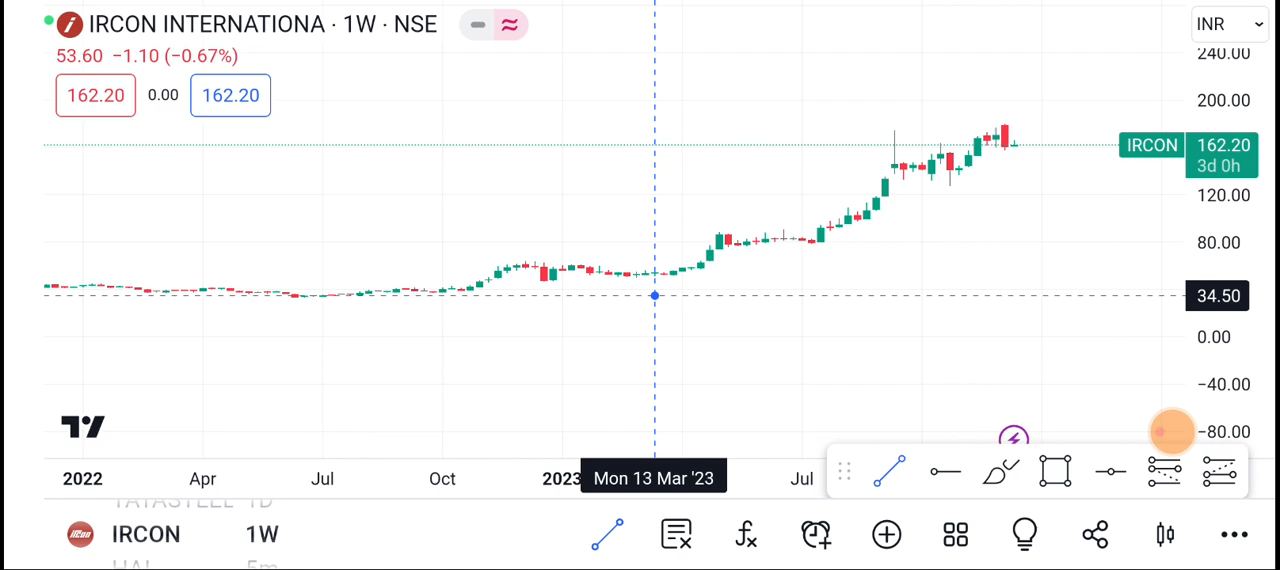 IRCON INTERNATIONA · 1W · NSE
INR
53.60 −1.10 (−0.67%)
162.20 0.00 162.20
240.00
200.00
IRCON 162.20
3d 0h
120.00
80.00
34.50
0.00
−40.00
−80.00
2022 Apr Jul Oct 2023 Mon 13 Mar '23 Jul
IRCON 1W